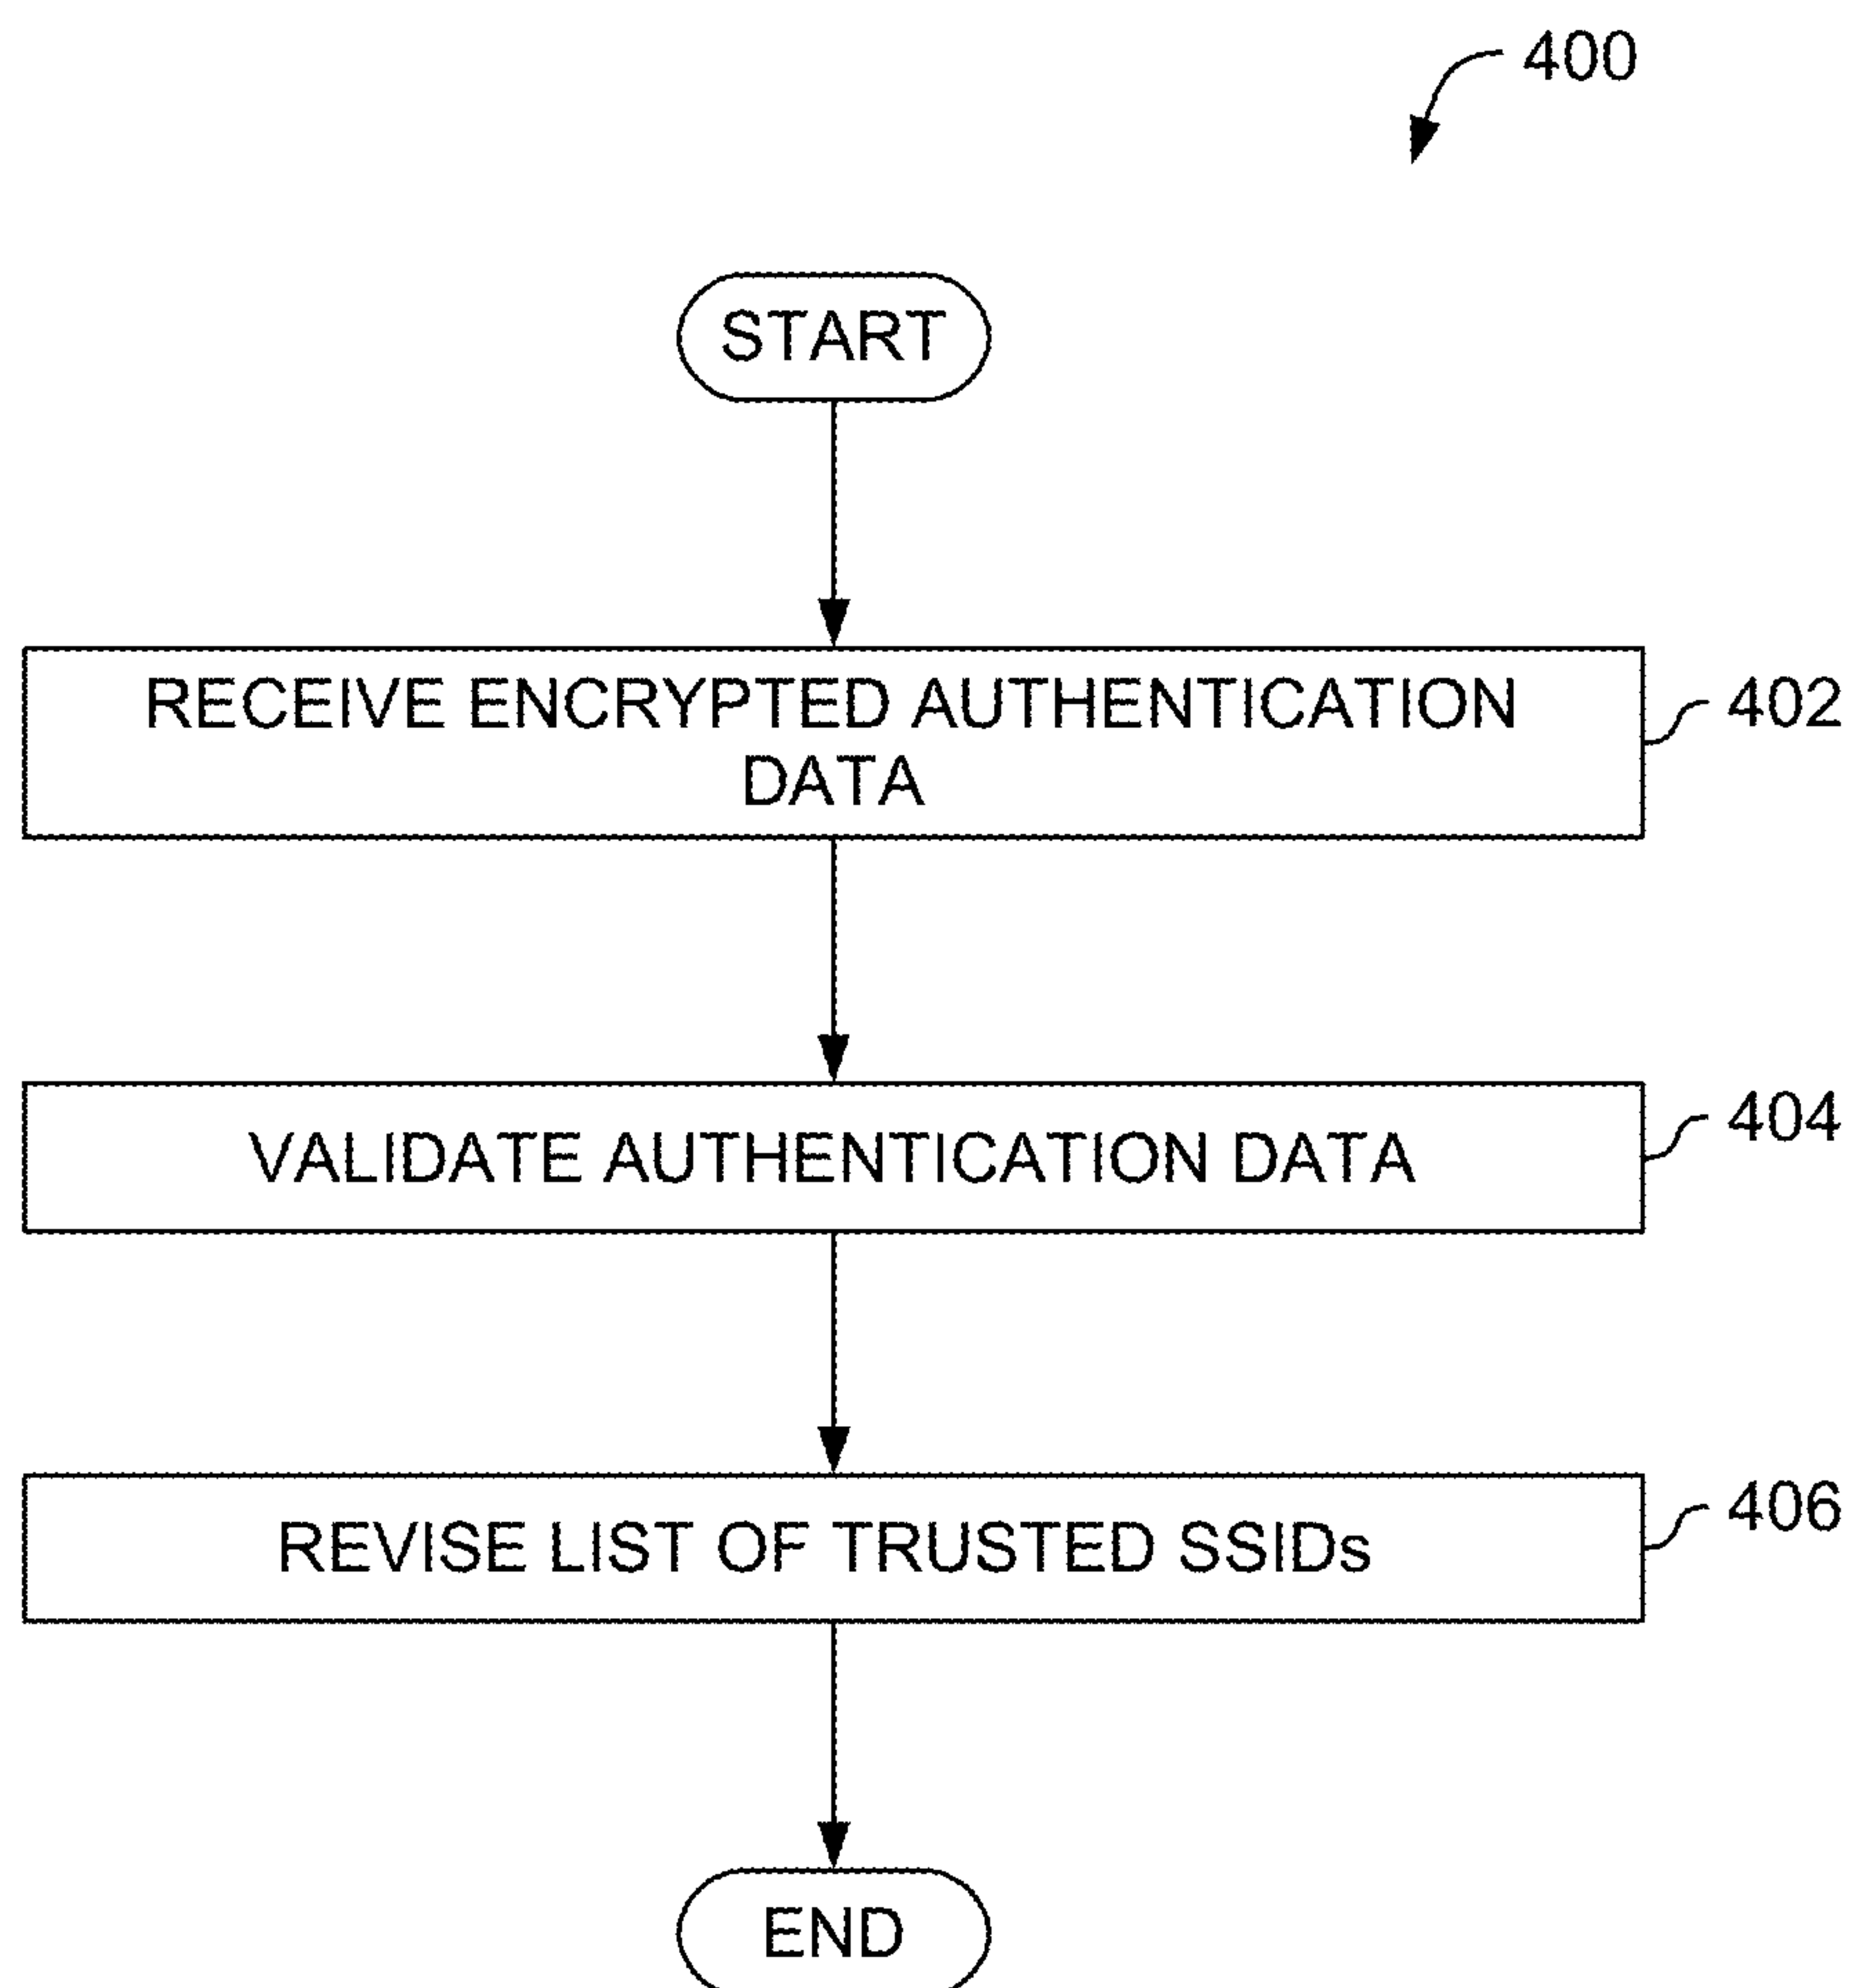 400
START
RECEIVE ENCRYPTED AUTHENTICATION
DATA
402
VALIDATE AUTHENTICATION DATA
404
REVISE LIST OF TRUSTED SSIDs
406
END